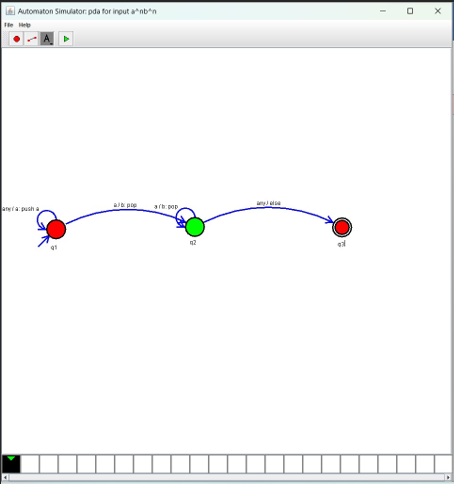 Automaton Simulator: pda for input a^nb^n
File Help
A
any / a: push a
a / b: pop
a / b: pop
any / else
q1
q2
q3